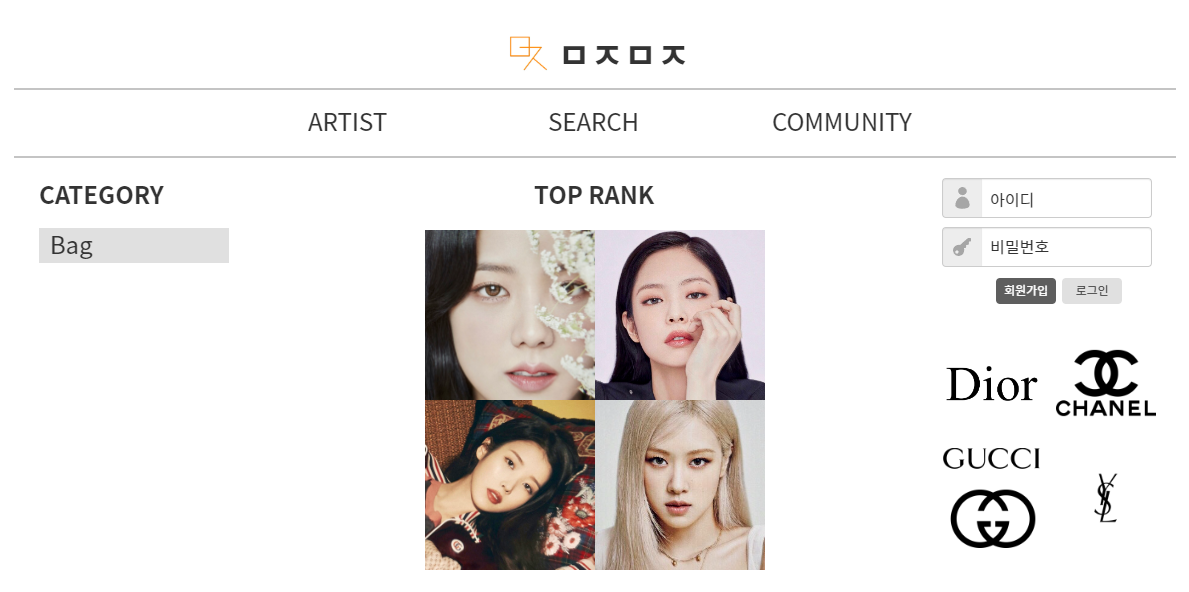 ㅁㅈㅁㅈ
ARTIST SEARCH COMMUNITY
CATEGORY
Bag
TOP RANK
아이디
비밀번호
회원가입 로그인
Dior
CHANEL
GUCCI
YSL